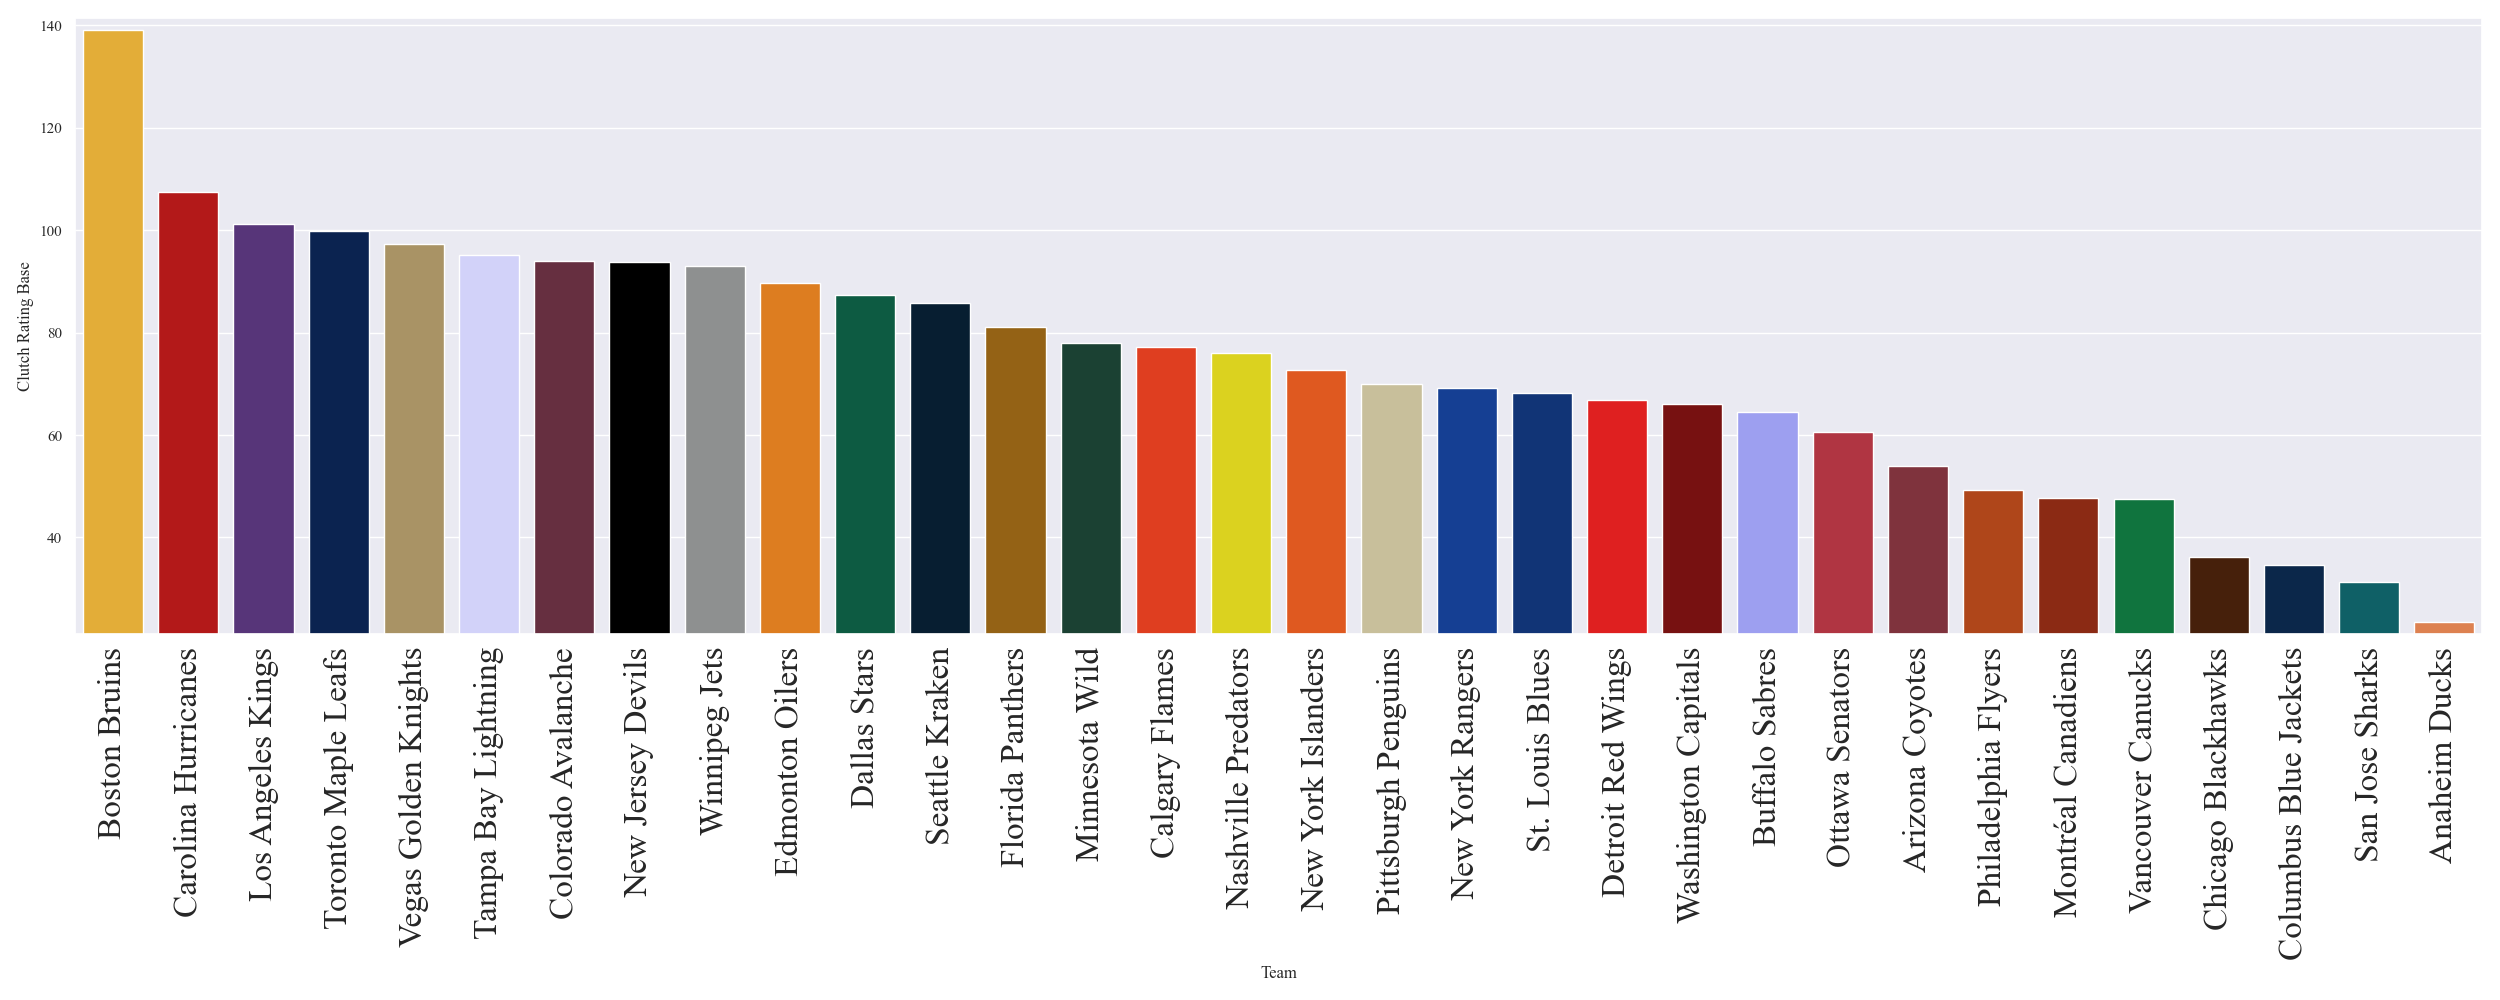 140
120
100
80
60
40
Clutch Rating Base
Boston Bruins
Carolina Hurricanes
Los Angeles Kings
Toronto Maple Leafs
Vegas Golden Knights
Tampa Bay Lightning
Colorado Avalanche
New Jersey Devils
Winnipeg Jets
Edmonton Oilers
Dallas Stars
Seattle Kraken
Florida Panthers
Minnesota Wild
Calgary Flames
Nashville Predators
New York Islanders
Pittsburgh Penguins
New York Rangers
St. Louis Blues
Detroit Red Wings
Washington Capitals
Buffalo Sabres
Ottawa Senators
Arizona Coyotes
Philadelphia Flyers
Montréal Canadiens
Vancouver Canucks
Chicago Blackhawks
Columbus Blue Jackets
San Jose Sharks
Anaheim Ducks
Team